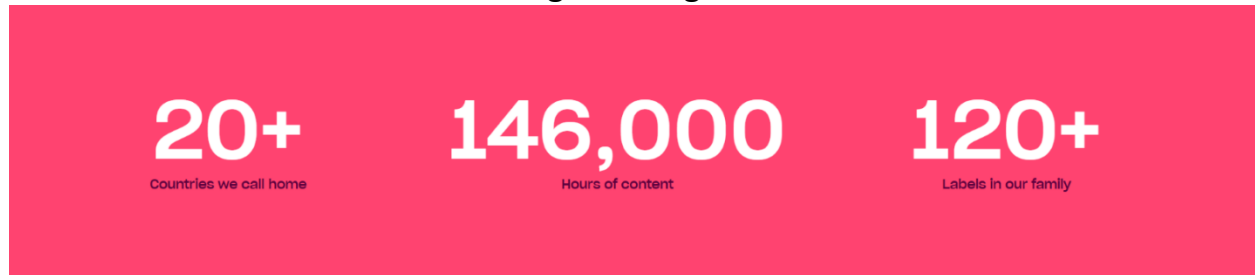 20+
146,000
120+
Countries we call home
Hours of content
Labels in our family